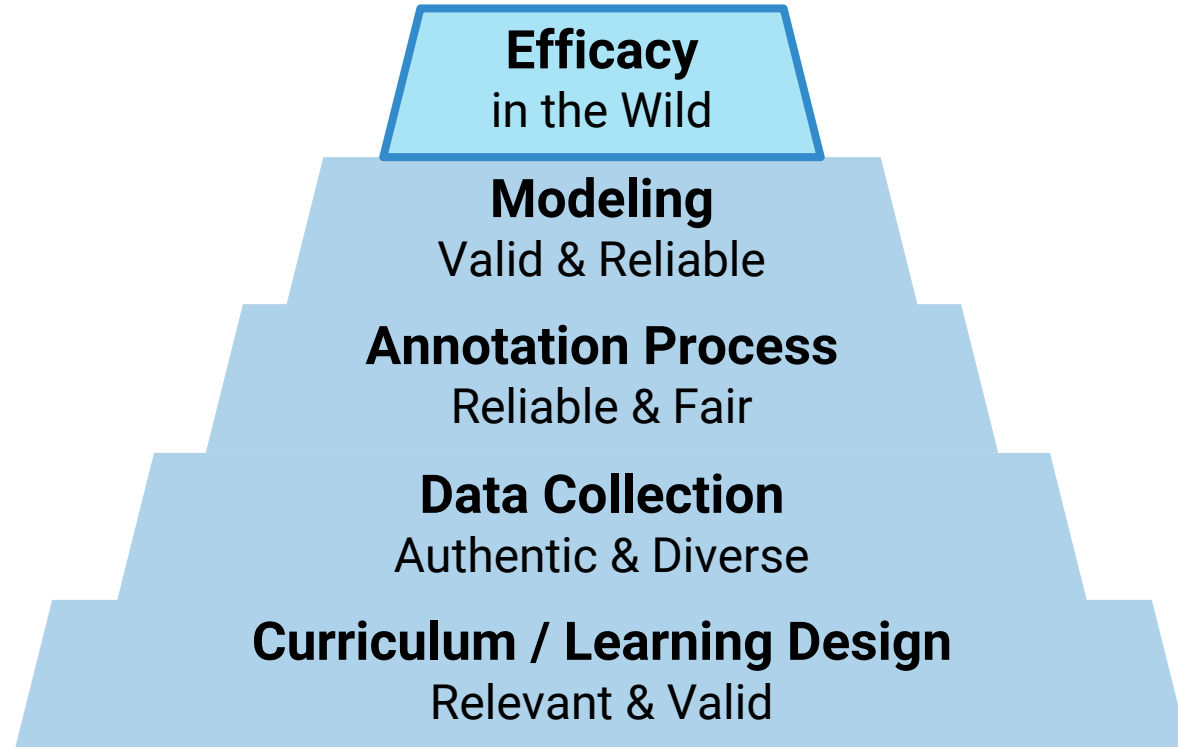 Efficacy
in the Wild
Modeling
Valid & Reliable
Annotation Process
Reliable & Fair
Data Collection
Authentic & Diverse
Curriculum / Learning Design
Relevant & Valid